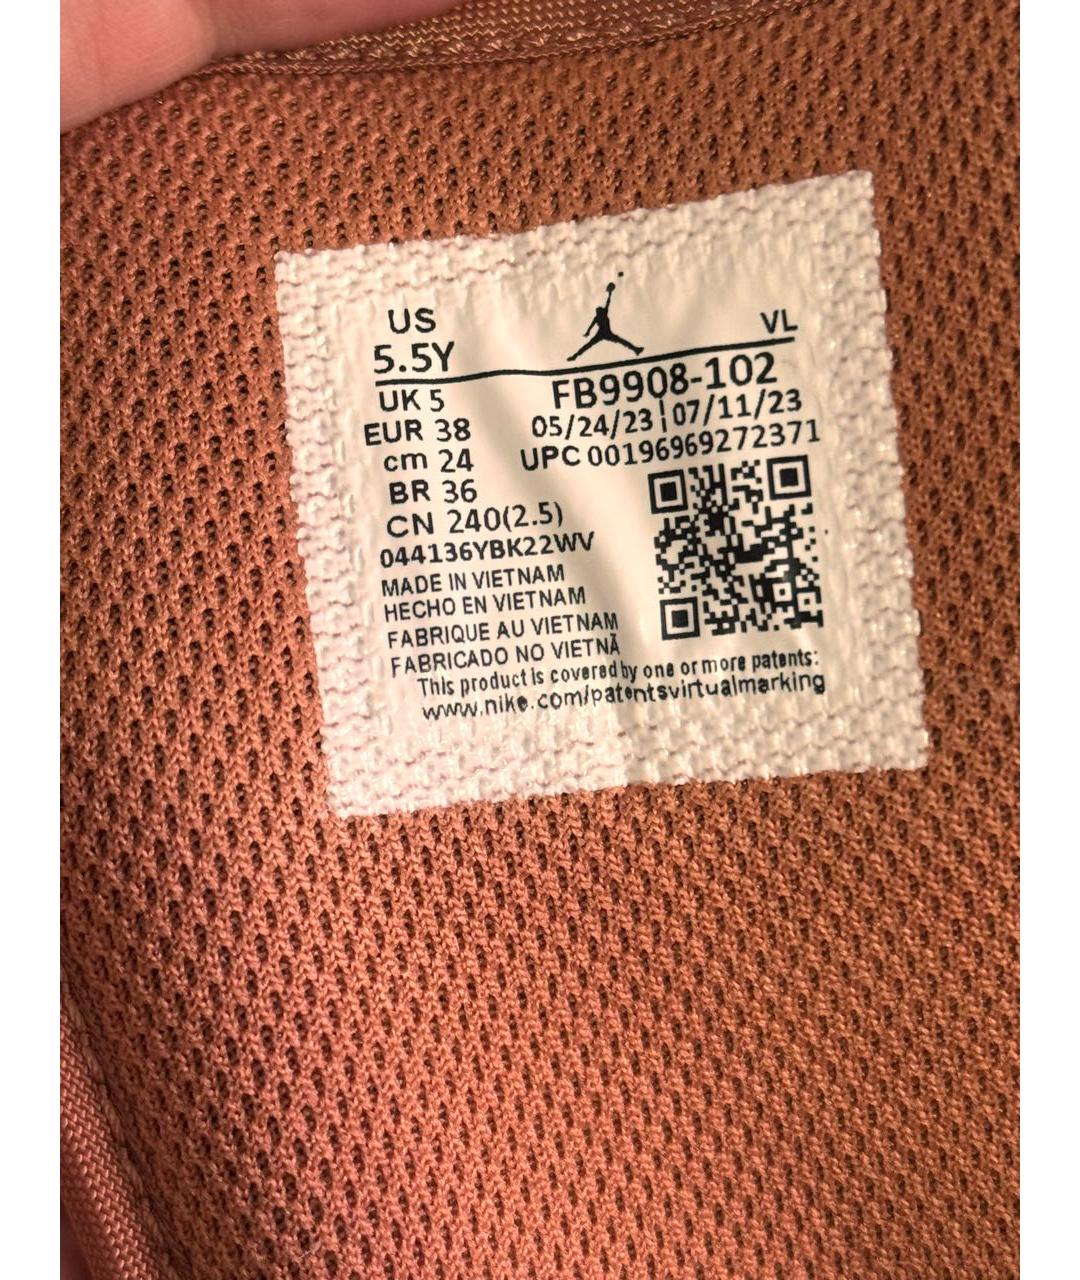 US
5.5Y
VL
UK 5
FB9908-102
EUR 38
05/24/23 07/11/23
cm 24
UPC 00196969272371
BR 36
CN 240(2.5)
044136YBK22WV
MADE IN VIETNAM
HECHO EN VIETNAM
FABRIQUE AU VIETNAM
FABRICADO NO VIETNÃ
This product is covered by one or more patents:
www.nike.com/patentsvirtualmarking